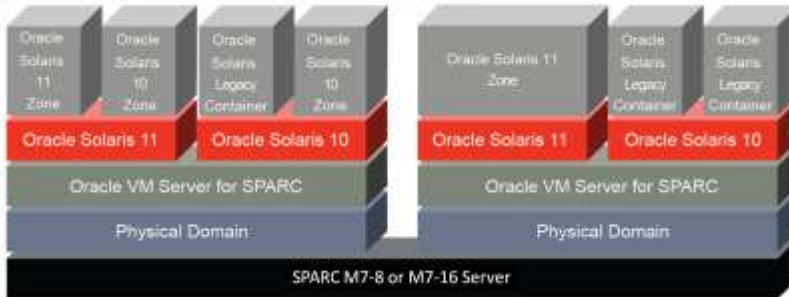 Oracle
Solaris
11
Zone
Oracle
Solaris
10
Zone
Oracle
Solaris
Legacy
Container
Oracle
Solaris
10
Zone
Oracle Solaris 11
Zone
Oracle
Solaris
Legacy
Container
Oracle
Solaris
Legacy
Container
Oracle Solaris 11
Oracle Solaris 10
Oracle Solaris 11
Oracle Solaris 10
Oracle VM Server for SPARC
Oracle VM Server for SPARC
Physical Domain
Physical Domain
SPARC M7-8 or M7-16 Server